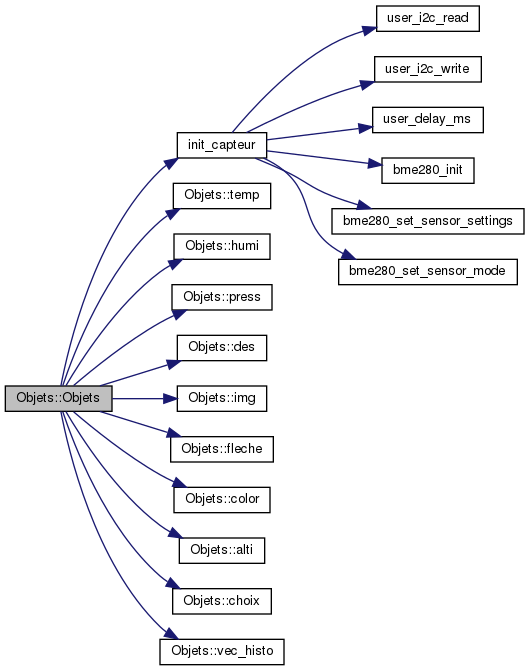 user_i2c_read
user_i2c_write
user_delay_ms
init_capteur
bme280_init
Objets::temp
bme280_set_sensor_settings
Objets::humi
bme280_set_sensor_mode
Objets::press
Objets::des
Objets::Objets
Objets::img
Objets::fleche
Objets::color
Objets::alti
Objets::choix
Objets::vec_histo